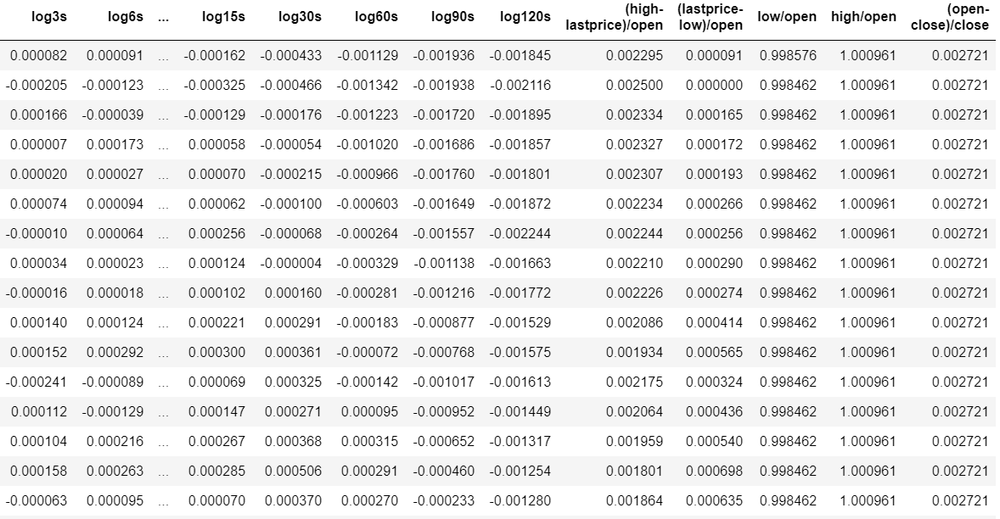 log3s log6s ... log15s log30s log60s log90s log120s (high-lastprice)/open (lastprice-low)/open low/open high/open (open-close)/close
0.000082 0.000091 ... -0.000162 -0.000433 -0.001129 -0.001936 -0.001845 0.002295 0.000091 0.998576 1.000961 0.002721
-0.000205 -0.000123 ... -0.000325 -0.000466 -0.001342 -0.001938 -0.002116 0.002500 0.000000 0.998462 1.000961 0.002721
0.000166 -0.000039 ... -0.000129 -0.000176 -0.001223 -0.001720 -0.001895 0.002334 0.000165 0.998462 1.000961 0.002721
0.000007 0.000173 ... 0.000058 -0.000054 -0.001020 -0.001686 -0.001857 0.002327 0.000172 0.998462 1.000961 0.002721
0.000020 0.000027 ... 0.000070 -0.000215 -0.000966 -0.001760 -0.001801 0.002307 0.000193 0.998462 1.000961 0.002721
0.000074 0.000094 ... 0.000062 -0.000100 -0.000603 -0.001649 -0.001872 0.002234 0.000266 0.998462 1.000961 0.002721
-0.000010 0.000064 ... 0.000256 -0.000068 -0.000264 -0.001557 -0.002244 0.002244 0.000256 0.998462 1.000961 0.002721
0.000034 0.000023 ... 0.000124 -0.000004 -0.000329 -0.001138 -0.001663 0.002210 0.000290 0.998462 1.000961 0.002721
-0.000016 0.000018 ... 0.000102 0.000160 -0.000281 -0.001216 -0.001772 0.002226 0.000274 0.998462 1.000961 0.002721
0.000140 0.000124 ... 0.000221 0.000291 -0.000183 -0.000877 -0.001529 0.002086 0.000414 0.998462 1.000961 0.002721
0.000152 0.000292 ... 0.000300 0.000361 -0.000072 -0.000768 -0.001575 0.001934 0.000565 0.998462 1.000961 0.002721
-0.000241 -0.000089 ... 0.000069 0.000325 -0.000142 -0.001017 -0.001613 0.002175 0.000324 0.998462 1.000961 0.002721
0.000112 -0.000129 ... 0.000147 0.000271 0.000095 -0.000952 -0.001449 0.002064 0.000436 0.998462 1.000961 0.002721
0.000104 0.000216 ... 0.000267 0.000368 0.000315 -0.000652 -0.001317 0.001959 0.000540 0.998462 1.000961 0.002721
0.000158 0.000263 ... 0.000285 0.000506 0.000291 -0.000460 -0.001254 0.001801 0.000698 0.998462 1.000961 0.002721
-0.000063 0.000095 ... 0.000070 0.000370 0.000270 -0.000233 -0.001280 0.001864 0.000635 0.998462 1.000961 0.002721